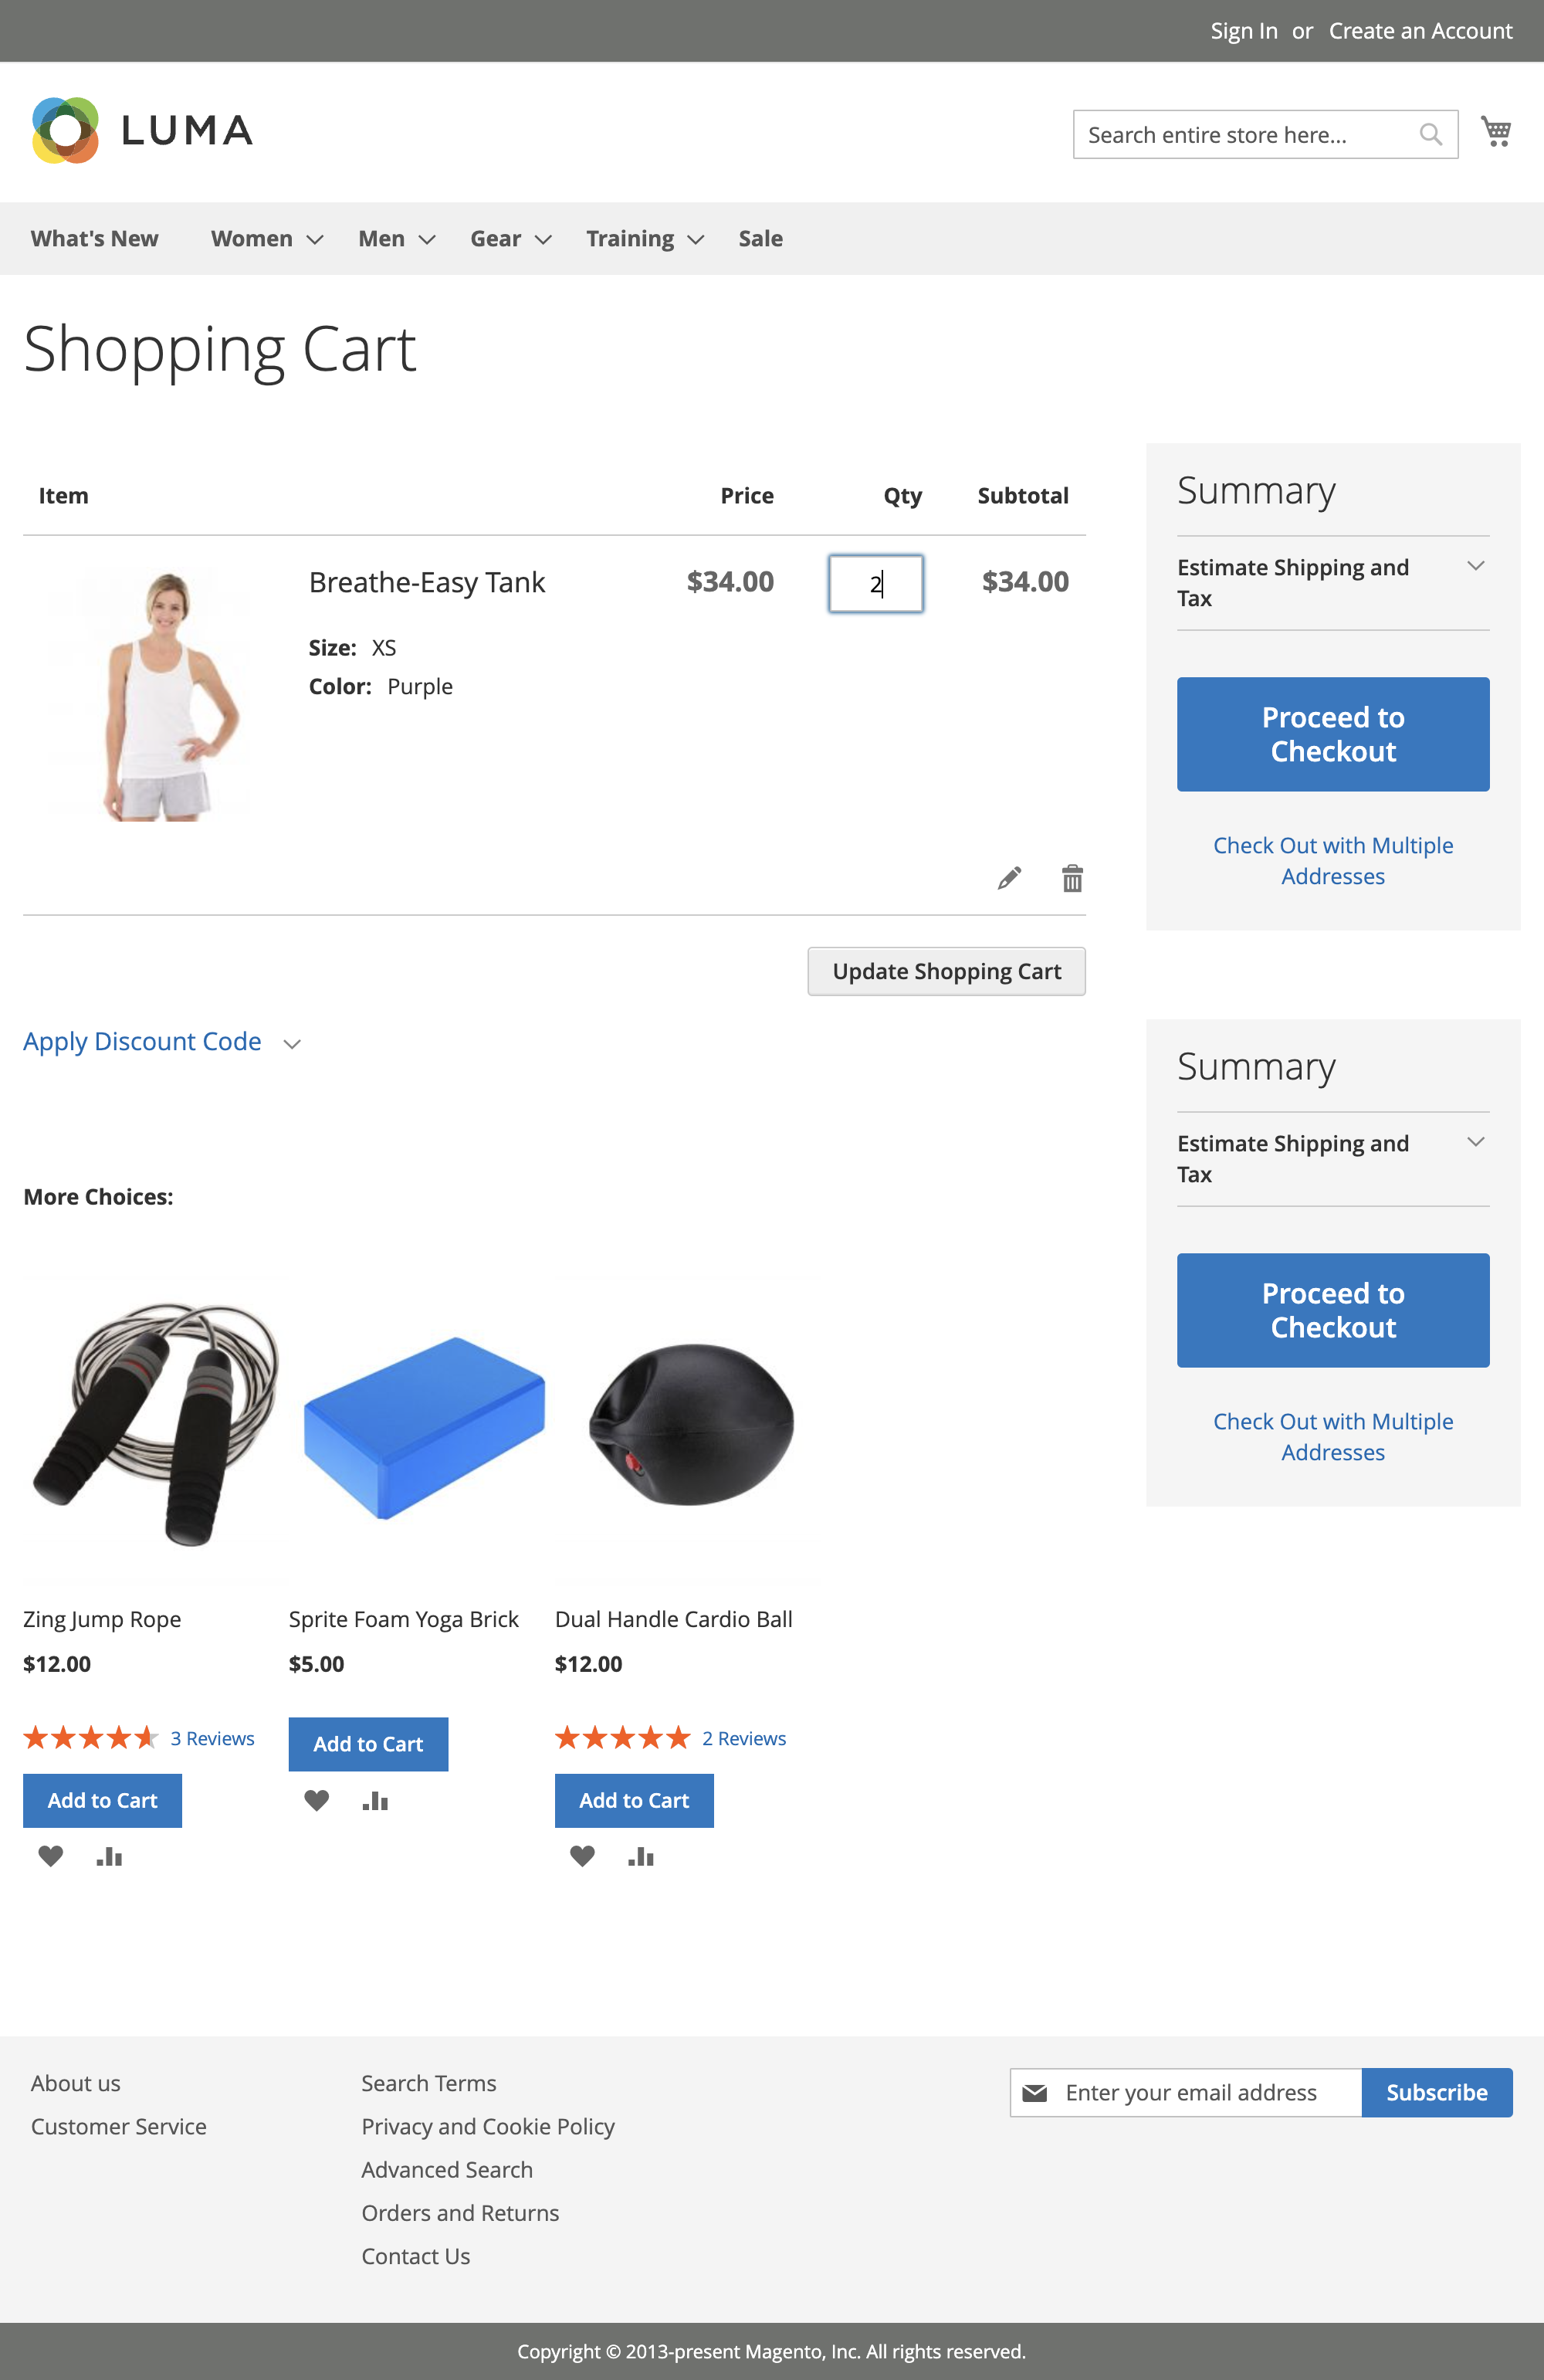 Sign In or Create an Account
LUMA
Search entire store here...
What's New Women Men Gear Training Sale
Shopping Cart
Item Price Qty Subtotal
Breathe-Easy Tank $34.00 2 $34.00
Size: XS
Color: Purple
Update Shopping Cart
Apply Discount Code
Summary
Estimate Shipping and
Tax
Proceed to
Checkout
Check Out with Multiple
Addresses
Summary
Estimate Shipping and
Tax
Proceed to
Checkout
Check Out with Multiple
Addresses
More Choices:
Zing Jump Rope
$12.00
3 Reviews
Add to Cart
Sprite Foam Yoga Brick
$5.00
Add to Cart
Dual Handle Cardio Ball
$12.00
2 Reviews
Add to Cart
About us
Customer Service
Search Terms
Privacy and Cookie Policy
Advanced Search
Orders and Returns
Contact Us
Enter your email address Subscribe
Copyright © 2013-present Magento, Inc. All rights reserved.